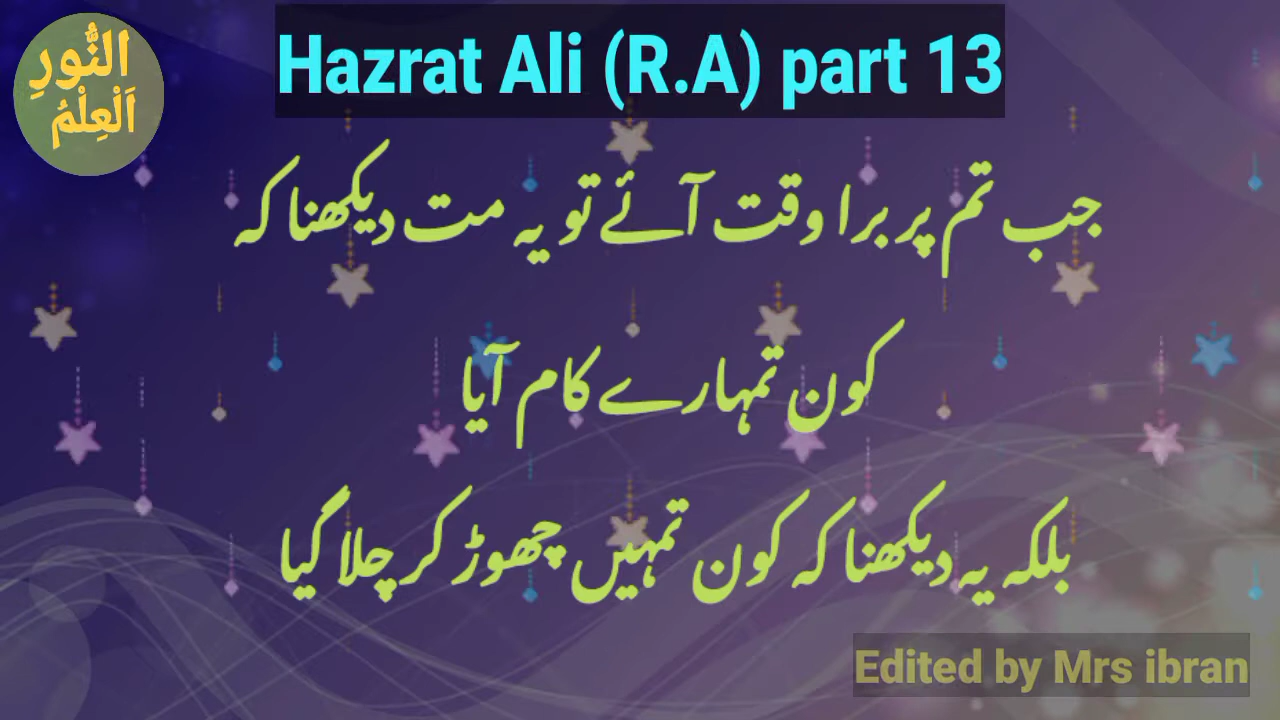 النُّورِ
اَلْعِلْمُ
Hazrat Ali (R.A) part 13
جب تم پر برا وقت آئے تو یہ مت دیکھنا کہ
کون تمہارے کام آیا
بلکہ یہ دیکھنا کہ کون تمہیں چھوڑ کر چلا گیا
Edited by Mrs ibran